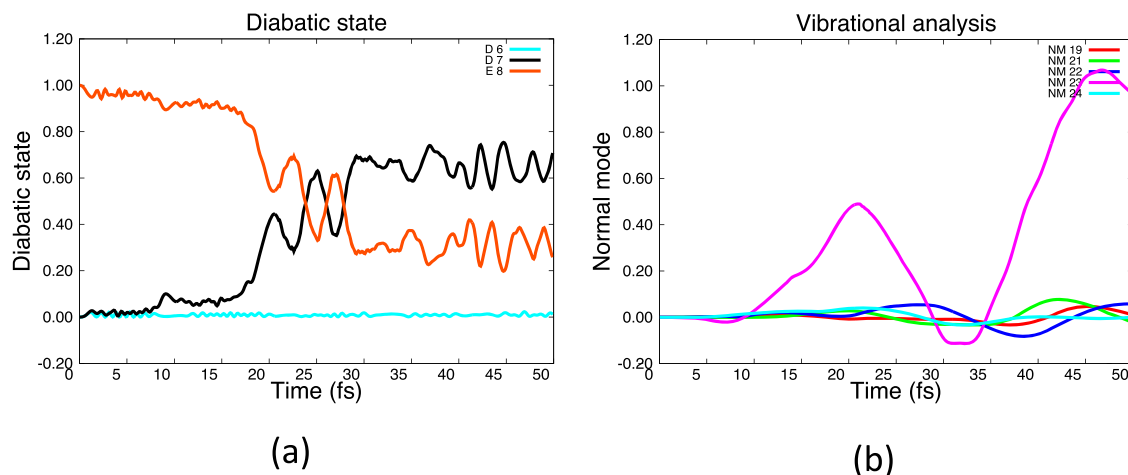 Diabatic state
1.20
1.00
0.80
0.60
0.40
0.20
0.00
-0.20
Diabatic state
D 6
D 7
E 8
0 5 10 15 20 25 30 35 40 45 50
Time (fs)
(a)
Vibrational analysis
1.20
1.00
0.80
0.60
0.40
0.20
0.00
-0.20
Normal mode
NM 19
NM 21
NM 22
NM 23
NM 24
0 5 10 15 20 25 30 35 40 45 50
Time (fs)
(b)